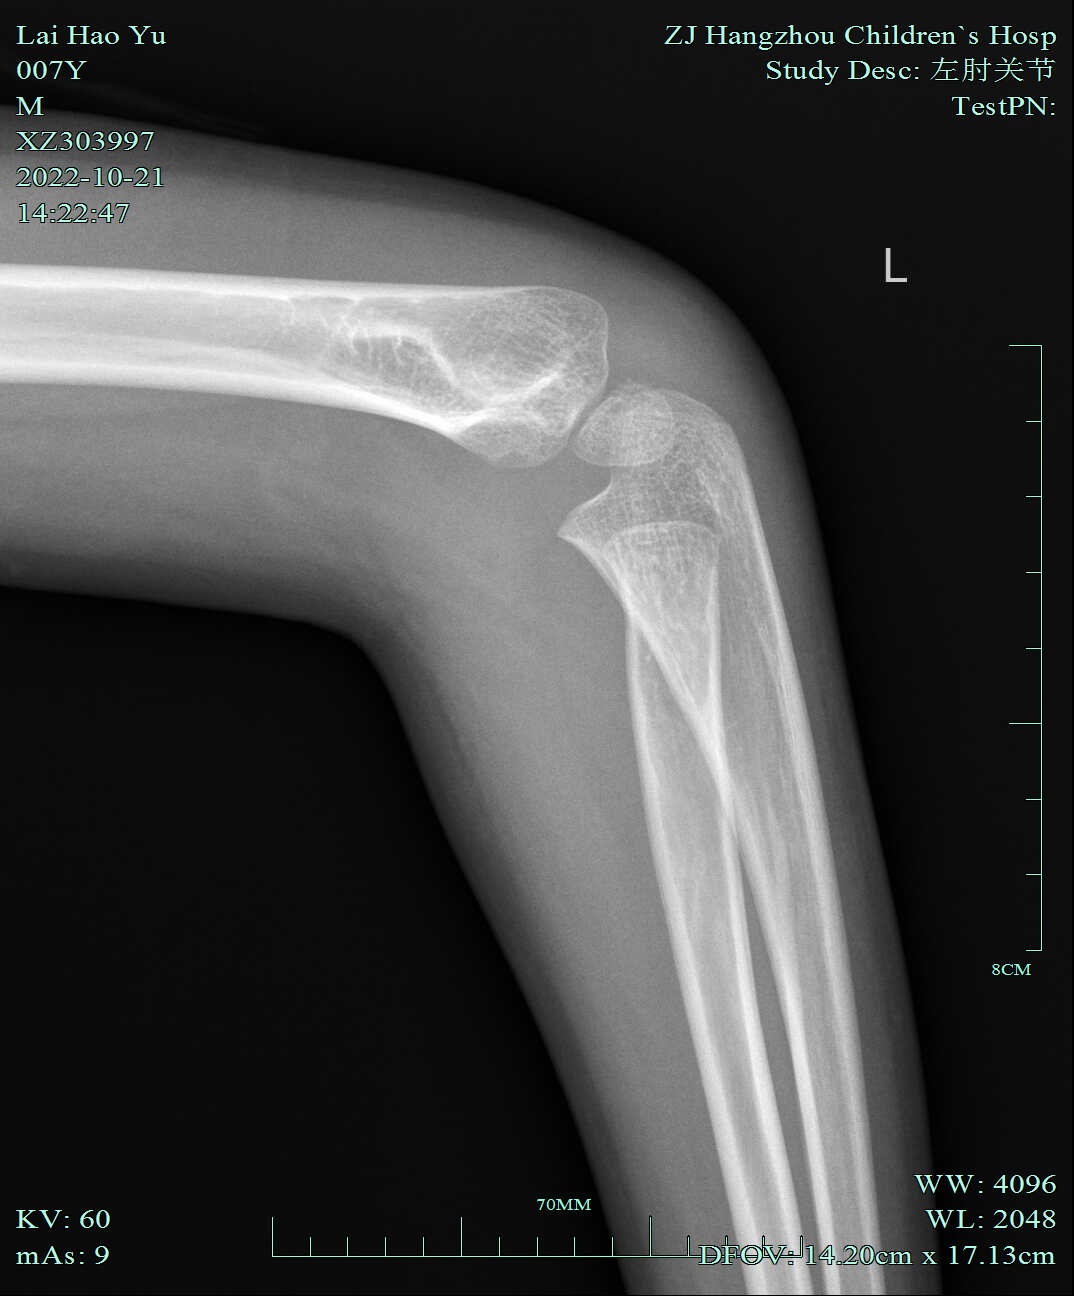 Lai Hao Yu
007Y
M
XZ303997
2022-10-21
14:22:47
ZJ Hangzhou Children`s Hosp
Study Desc: 左肘关节
TestPN:
L
8CM
70MM
KV: 60
mAs: 9
WW: 4096
WL: 2048
DFOV: 14.20cm x 17.13cm